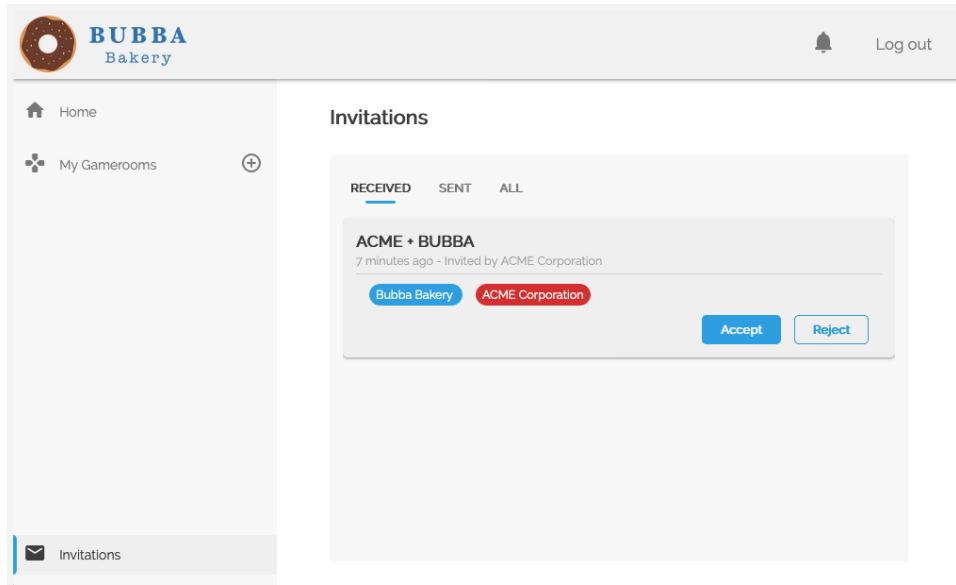 BUBBA
Bakery
Log out
Home
My Gamerooms
Invitations
Invitations
RECEIVED SENT ALL
ACME + BUBBA
7 minutes ago - Invited by ACME Corporation
Bubba Bakery ACME Corporation
Accept Reject